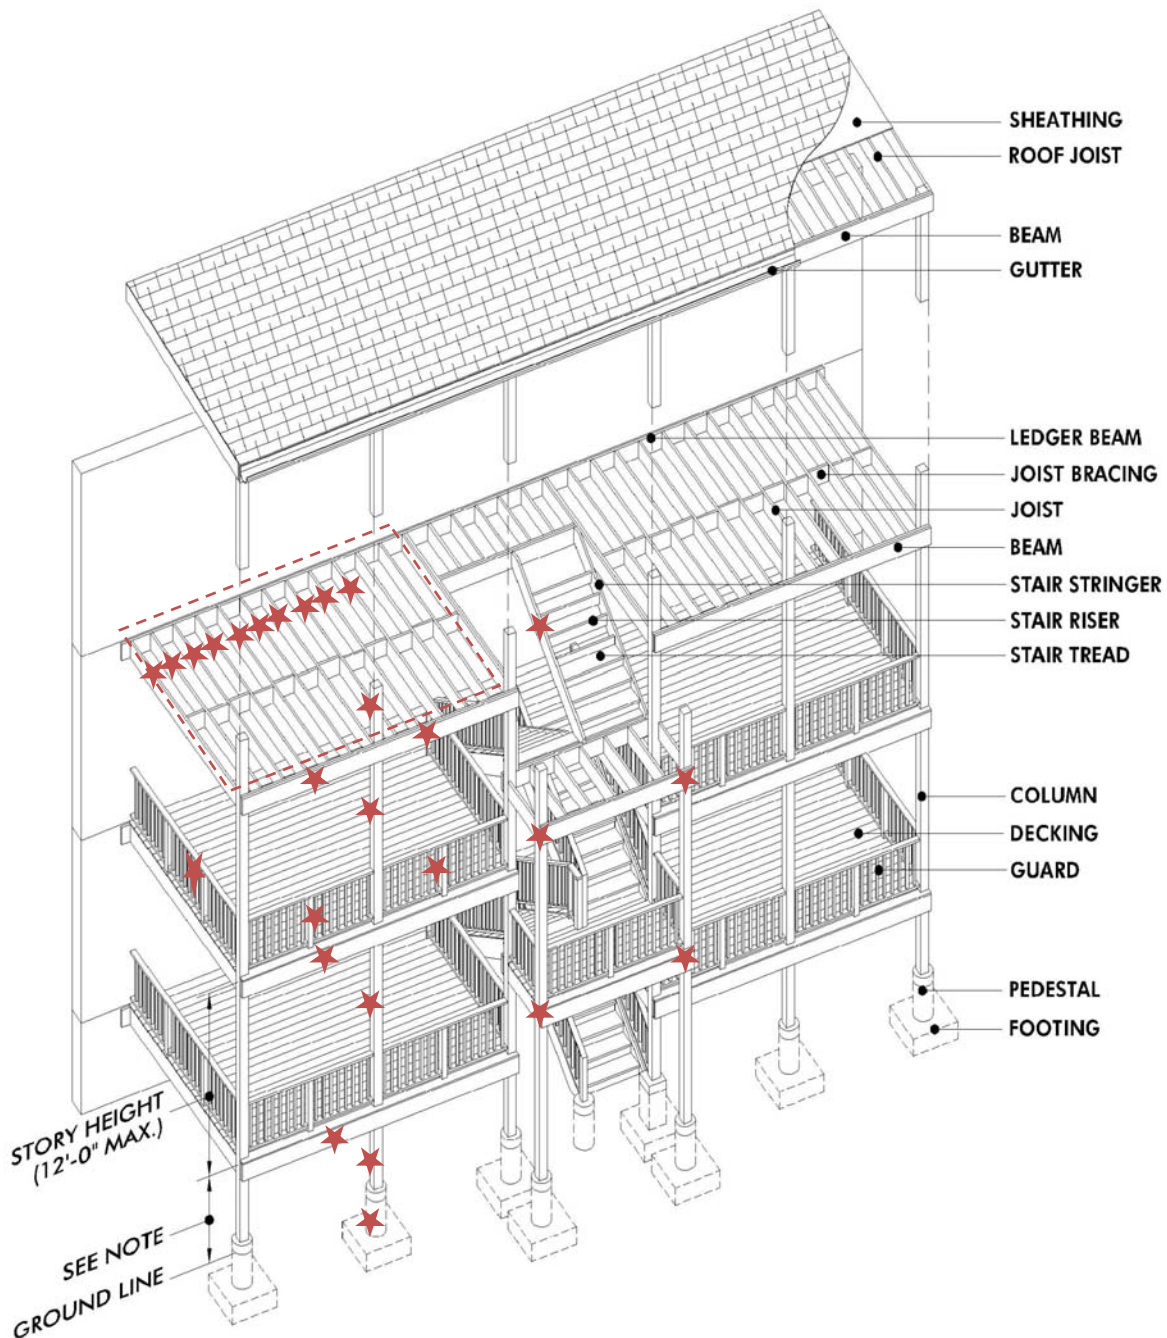 SHEATHING
ROOF JOIST
BEAM
GUTTER
LEDGER BEAM
JOIST BRACING
JOIST
BEAM
STAIR STRINGER
STAIR RISER
STAIR TREAD
COLUMN
DECKING
GUARD
PEDESTAL
FOOTING
STORY HEIGHT
(12'-0" MAX.)
SEE NOTE
GROUND LINE